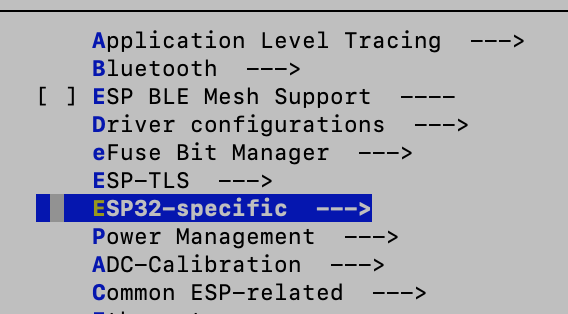 Application Level Tracing  --->
Bluetooth  --->
[ ] ESP BLE Mesh Support  ----
Driver configurations  --->
eFuse Bit Manager  --->
ESP-TLS  --->
ESP32-specific  --->
Power Management  --->
ADC-Calibration  --->
Common ESP-related  --->